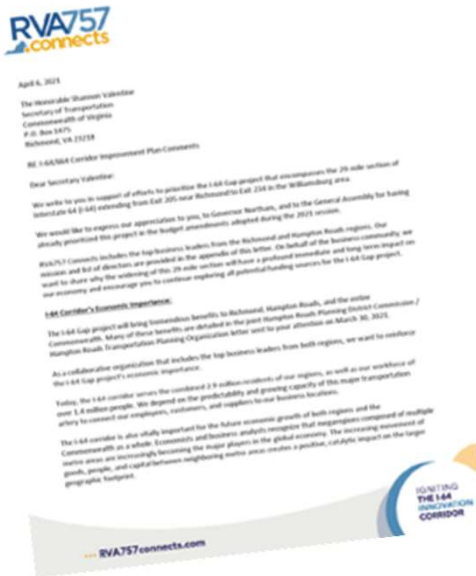 RVA757
.connects
April 6, 2021
The Honorable Shannon Valentine
Secretary of Transportation
Commonwealth of Virginia
P.O. Box 1475
Richmond, VA 23218
RE I-64/664 Corridor Improvement Plan Comments
Dear Secretary Valentine:
We write to you in support of efforts to prioritize the I-64 Gap project that encompasses the 29-mile section of
Interstate 64 (I-64) extending from Exit 205 near Richmond to Exit 234 in the Williamsburg area.
We would like to express our appreciation to you, to Governor Northam, and to the General Assembly for having
already prioritized this project in the budget amendments adopted during the 2021 session.
RVA757 Connects includes the top business leaders from the Richmond and Hampton Roads regions. Our
mission and list of directors are provided in the appendix of this letter. On behalf of the business community, we
want to share why the widening of this 29-mile section will have a profound immediate and long-term impact on
our economy and encourage you to continue exploring all potential funding sources for the I-64 Gap project.
I-64 Corridor's Economic Importance:
The I-64 Gap project will bring tremendous benefits to Richmond, Hampton Roads, and the entire
Commonwealth. Many of these benefits are detailed in the joint Hampton Roads Planning District Commission /
Hampton Roads Transportation Planning Organization letter sent to your attention on March 30, 2021.
As a collaborative organization that includes the top business leaders from both regions, we want to reinforce
the I-64 Gap project's economic importance.
Today, the I-64 corridor serves the combined 2.9 million residents of our regions, as well as our workforce of
over 1.4 million people. We depend on the predictability and growing capacity of this major transportation
artery to connect our employees, customers, and suppliers to our business locations.
The I-64 corridor is also vitally important for the future economic growth of both regions and the
Commonwealth as a whole. Economists and business analysts recognize that megaregions composed of multiple
metro areas are increasingly becoming the major players in the global economy. The increasing movement of
goods, people, and capital between neighboring metro areas creates a positive, catalytic impact on the larger
geographic footprint.
IGNITING
THE I-64
INNOVATION
CORRIDOR
RVA757connects.com